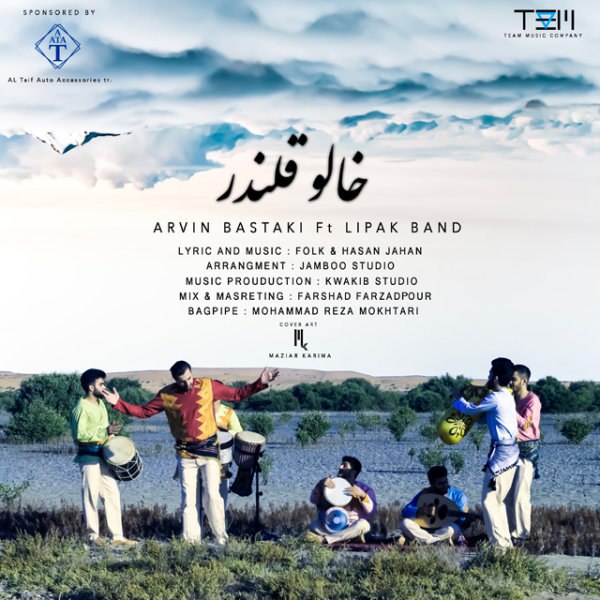 SPONSORED BY
A
ATA
T
AL Taif Auto Accessories tr.
TEM
TEAM MUSIC COMPANY
خالو قلندر
ARVIN BASTAKI Ft LIPAK BAND
LYRIC AND MUSIC : FOLK & HASAN JAHAN
ARRANGMENT : JAMBOO STUDIO
MUSIC PROUDUCTION : KWAKIB STUDIO
MIX & MASRETING : FARSHAD FARZADPOUR
BAGPIPE : MOHAMMAD REZA MOKHTARI
COVER ART
MK
MAZIAR KARIMA